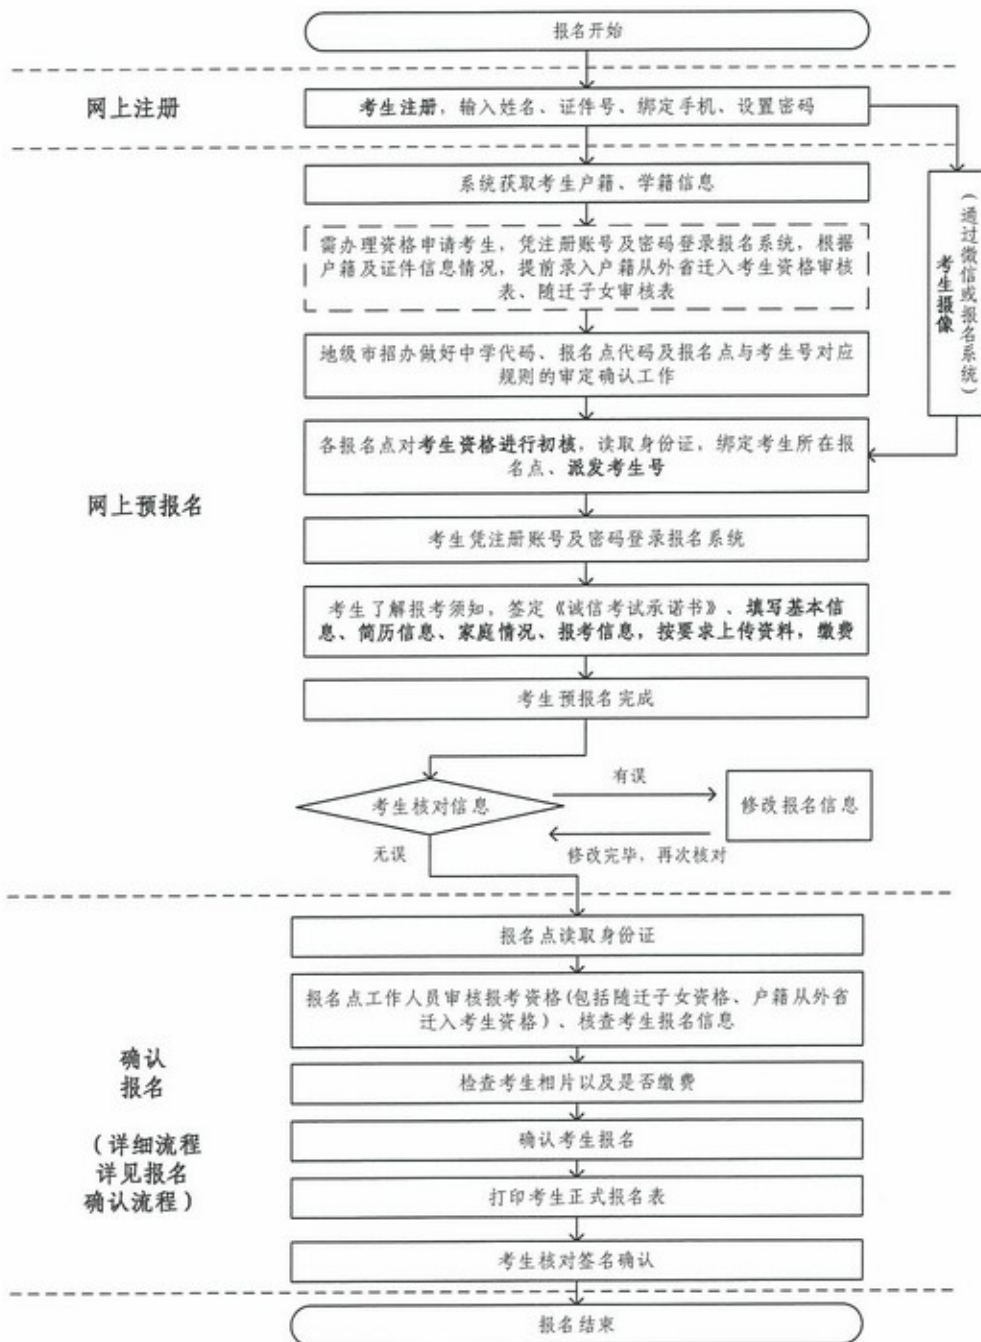 报名开始
网上注册
考生注册，输入姓名、证件号、绑定手机、设置密码
系统获取考生户籍、学籍信息
需办理资格申请考生，凭注册账号及密码登录报名系统，根据
户籍及证件信息情况，提前录入户籍从外省迁入考生资格审核
表、随迁子女审核表
考生摄像
（通过微信或报名系统）
地级市招办做好中学代码、报名点代码及报名点与考生号对应
规则的审定确认工作
各报名点对考生资格进行初核，读取身份证，绑定考生所在报
名点、派发考生号
网上预报名
考生凭注册账号及密码登录报名系统
考生了解报考须知，签定《诚信考试承诺书》、填写基本信
息、简历信息、家庭情况、报考信息，按要求上传资料，缴费
考生预报名完成
考生核对信息
有误
修改报名信息
修改完毕，再次核对
无误
报名点读取身份证
报名点工作人员审核报考资格(包括随迁子女资格、户籍从外省
迁入考生资格）、核查考生报名信息
确认
报名
（详细流程
详见报名
确认流程）
检查考生相片以及是否缴费
确认考生报名
打印考生正式报名表
考生核对签名确认
报名结束